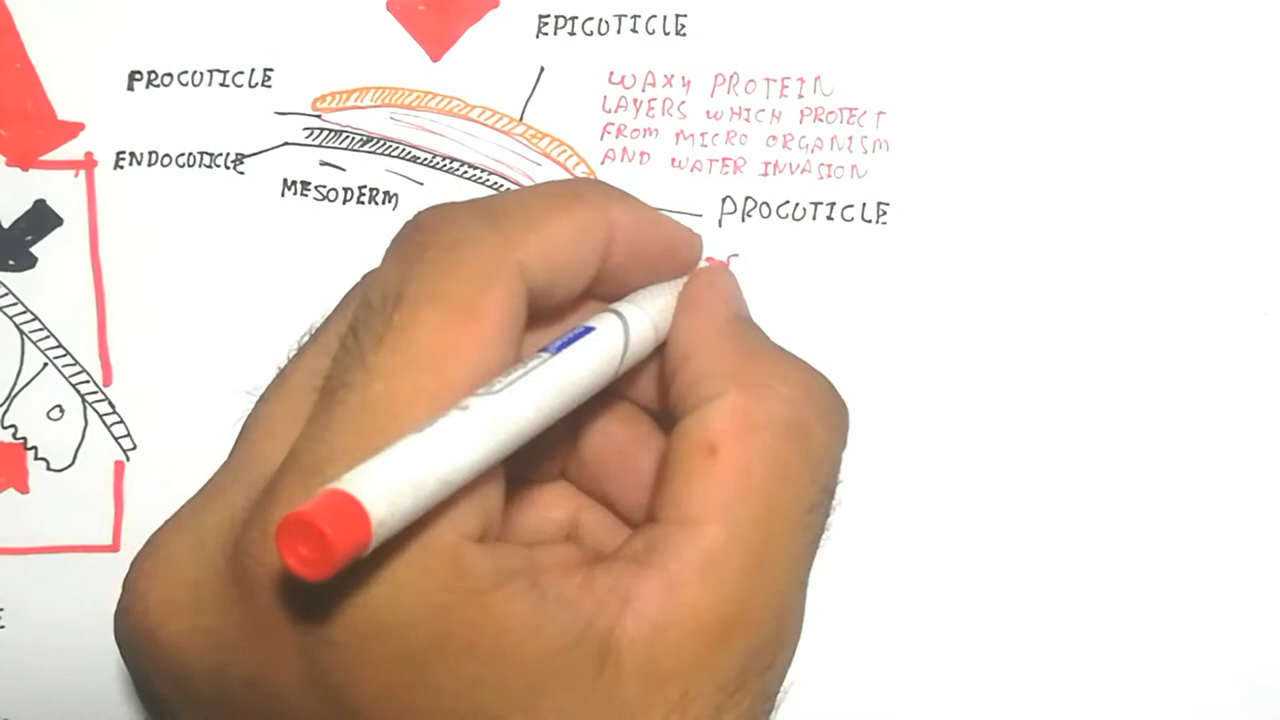 EPICUTICLE
PROCUTICLE
WAXY PROTEIN
LAYERS WHICH PROTECT
FROM MICRO ORGANISM
AND WATER INVASION
ENDOCUTICLE
MESODERM
PROCUTICLE